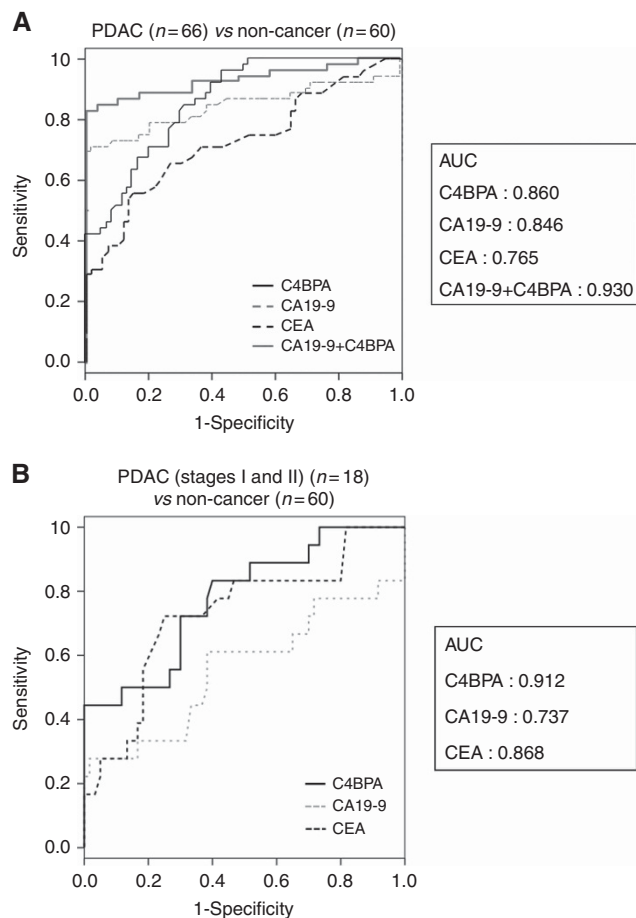 A
PDAC (n=66) vs non-cancer (n=60)
10
0.8
0.6
0.4
0.2
0.0
Sensitivity
C4BPA
CA19-9
CEA
CA19-9+C4BPA
0.0 0.2 0.4 0.6 0.8 1.0
1-Specificity
AUC
C4BPA : 0.860
CA19-9 : 0.846
CEA : 0.765
CA19-9+C4BPA : 0.930
B
PDAC (stages I and II) (n=18)
vs non-cancer (n=60)
10
0.8
0.6
0.4
0.2
0.0
Sensitivity
C4BPA
CA19-9
CEA
0.0 0.2 0.4 0.6 0.8 1.0
1-Specificity
AUC
C4BPA : 0.912
CA19-9 : 0.737
CEA : 0.868